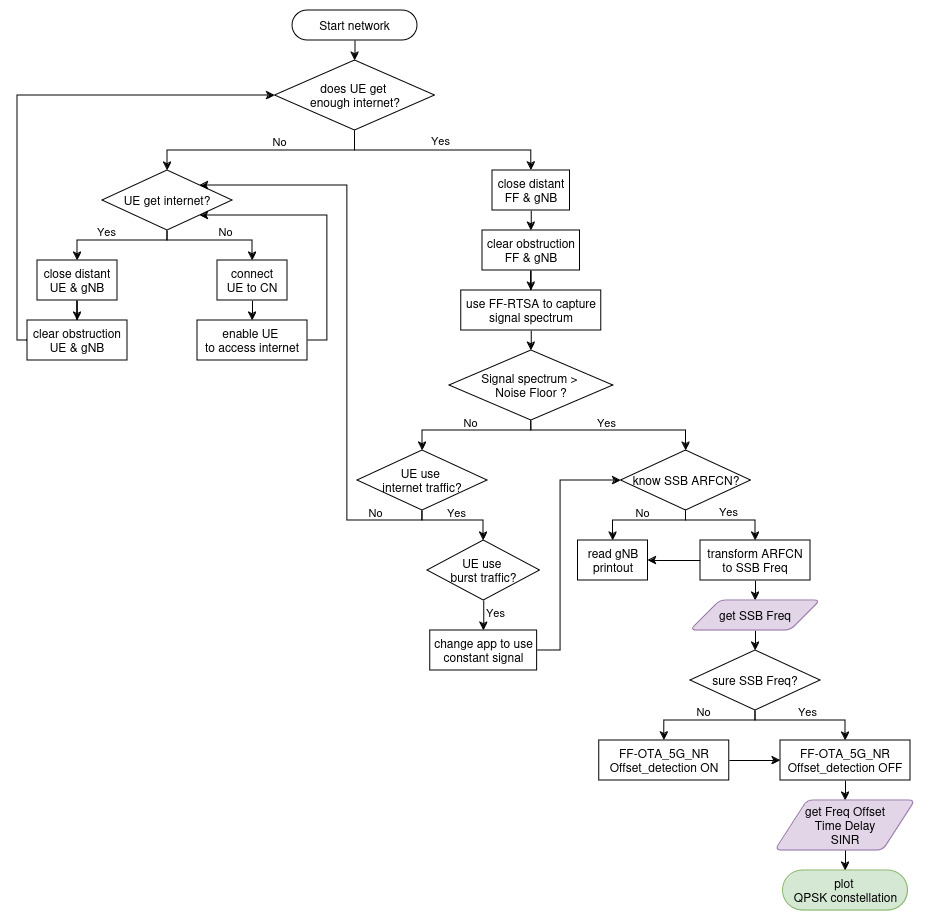 Start network
does UE get
enough internet?
No
Yes
UE get internet?
close distant
FF & gNB
Yes
No
clear obstruction
FF & gNB
close distant
UE & gNB
connect
UE to CN
use FF-RTSA to capture
signal spectrum
clear obstruction
UE & gNB
enable UE
to access internet
Signal spectrum >
Noise Floor ?
No
Yes
UE use
internet traffic?
know SSB ARFCN?
No
Yes
No
Yes
UE use
burst traffic?
read gNB
printout
transform ARFCN
to SSB Freq
Yes
get SSB Freq
change app to use
constant signal
sure SSB Freq?
No
Yes
FF-OTA_5G_NR
Offset_detection ON
FF-OTA_5G_NR
Offset_detection OFF
get Freq Offset
Time Delay
SINR
plot
QPSK constellation